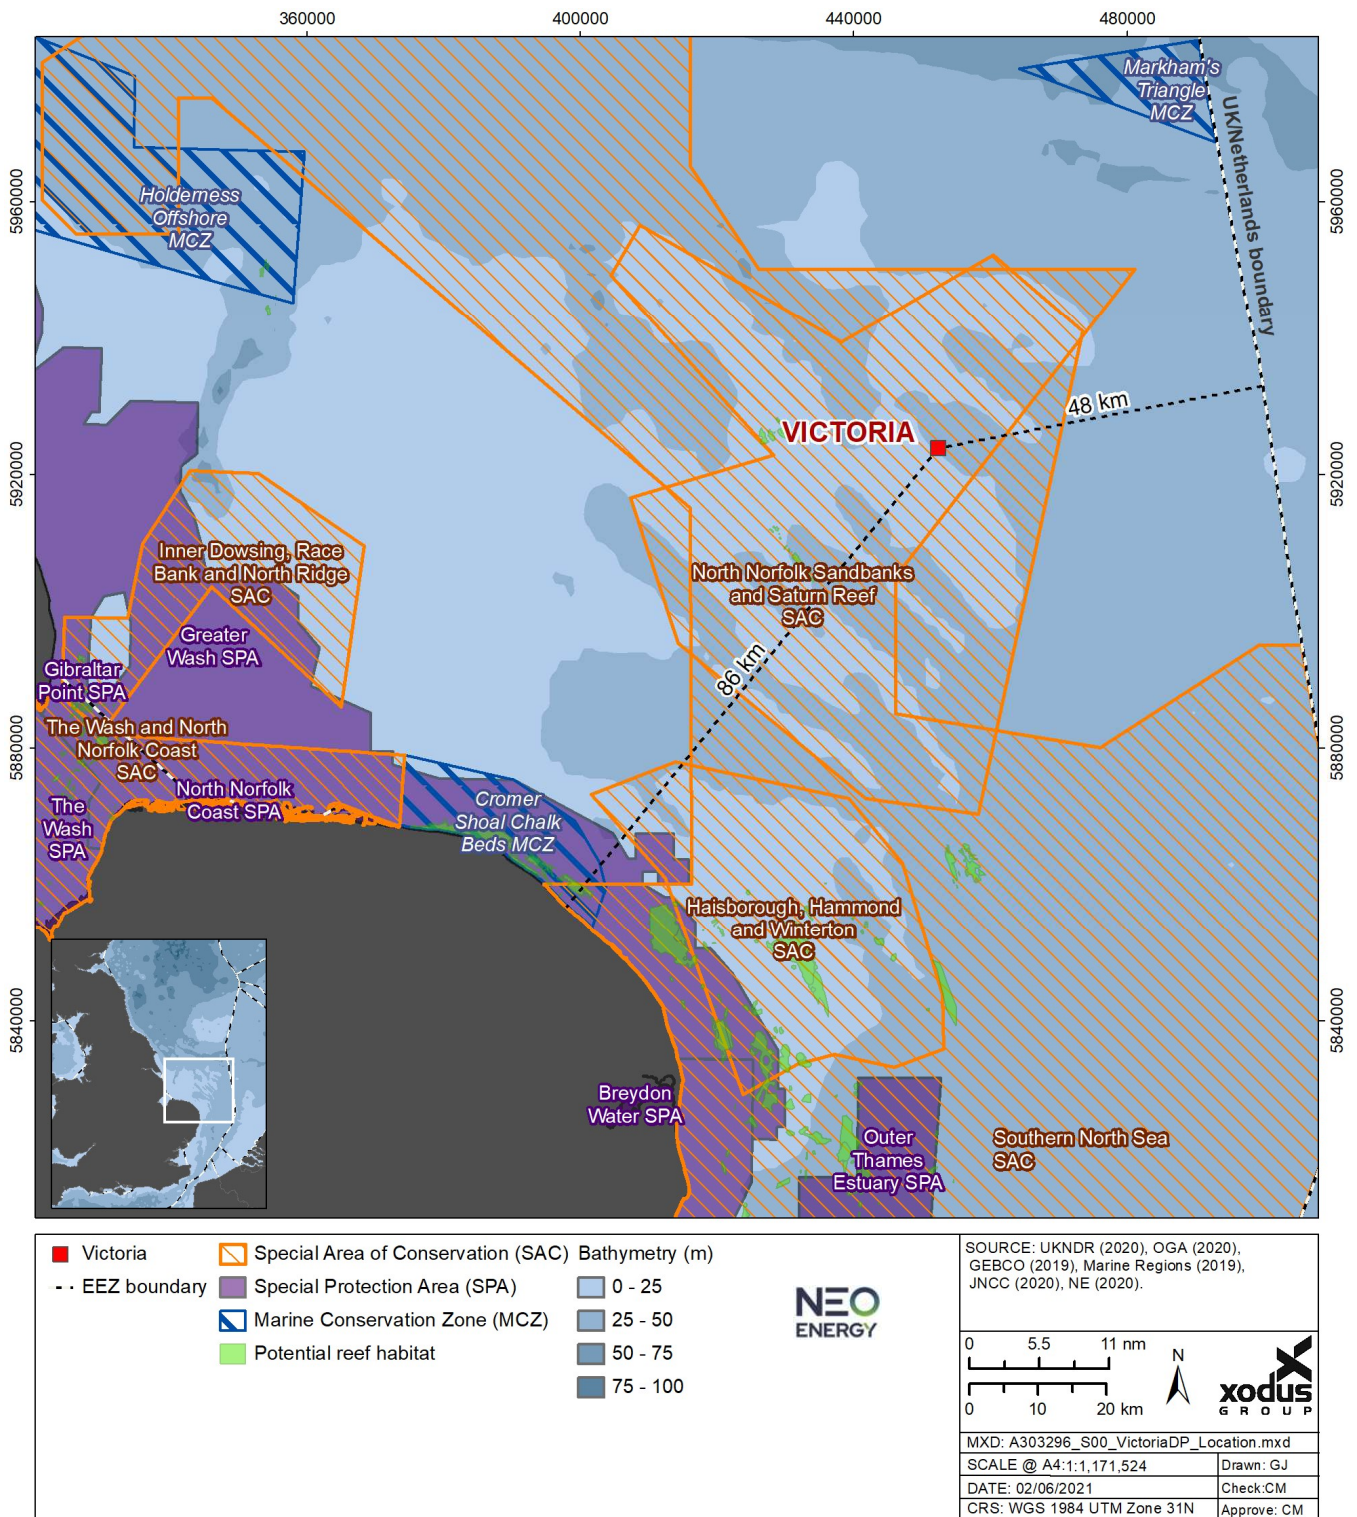 360000
400000
440000
480000
5960000
5920000
5880000
5840000
5960000
5920000
5880000
5840000
Markham's
Triangle
MCZ
UK/Netherlands boundary
Holderness
Offshore
MCZ
48 km
VICTORIA
Inner Dowsing, Race
Bank and North Ridge
SAC
North Norfolk Sandbanks
and Saturn Reef
SAC
Greater
Wash SPA
Gibraltar
Point SPA
86 km
The Wash and North
Norfolk Coast
SAC
North Norfolk
Coast SPA
The
Wash
SPA
Cromer
Shoal Chalk
Beds MCZ
Haisborough, Hammond
and Winterton
SAC
Breydon
Water SPA
Outer
Thames
Estuary SPA
Southern North Sea
SAC
Victoria
EEZ boundary
Special Area of Conservation (SAC)
Special Protection Area (SPA)
Marine Conservation Zone (MCZ)
Potential reef habitat
Bathymetry (m)
0 - 25
25 - 50
50 - 75
75 - 100
NEO
ENERGY
SOURCE: UKNDR (2020), OGA (2020),
GEBCO (2019), Marine Regions (2019),
JNCC (2020), NE (2020).
0 5.5 11 nm
0 10 20 km
N
xodus
GROUP
MXD: A303296_S00_VictoriaDP_Location.mxd
SCALE @ A4:1:1,171,524
Drawn: GJ
DATE: 02/06/2021
Check:CM
CRS: WGS 1984 UTM Zone 31N
Approve: CM